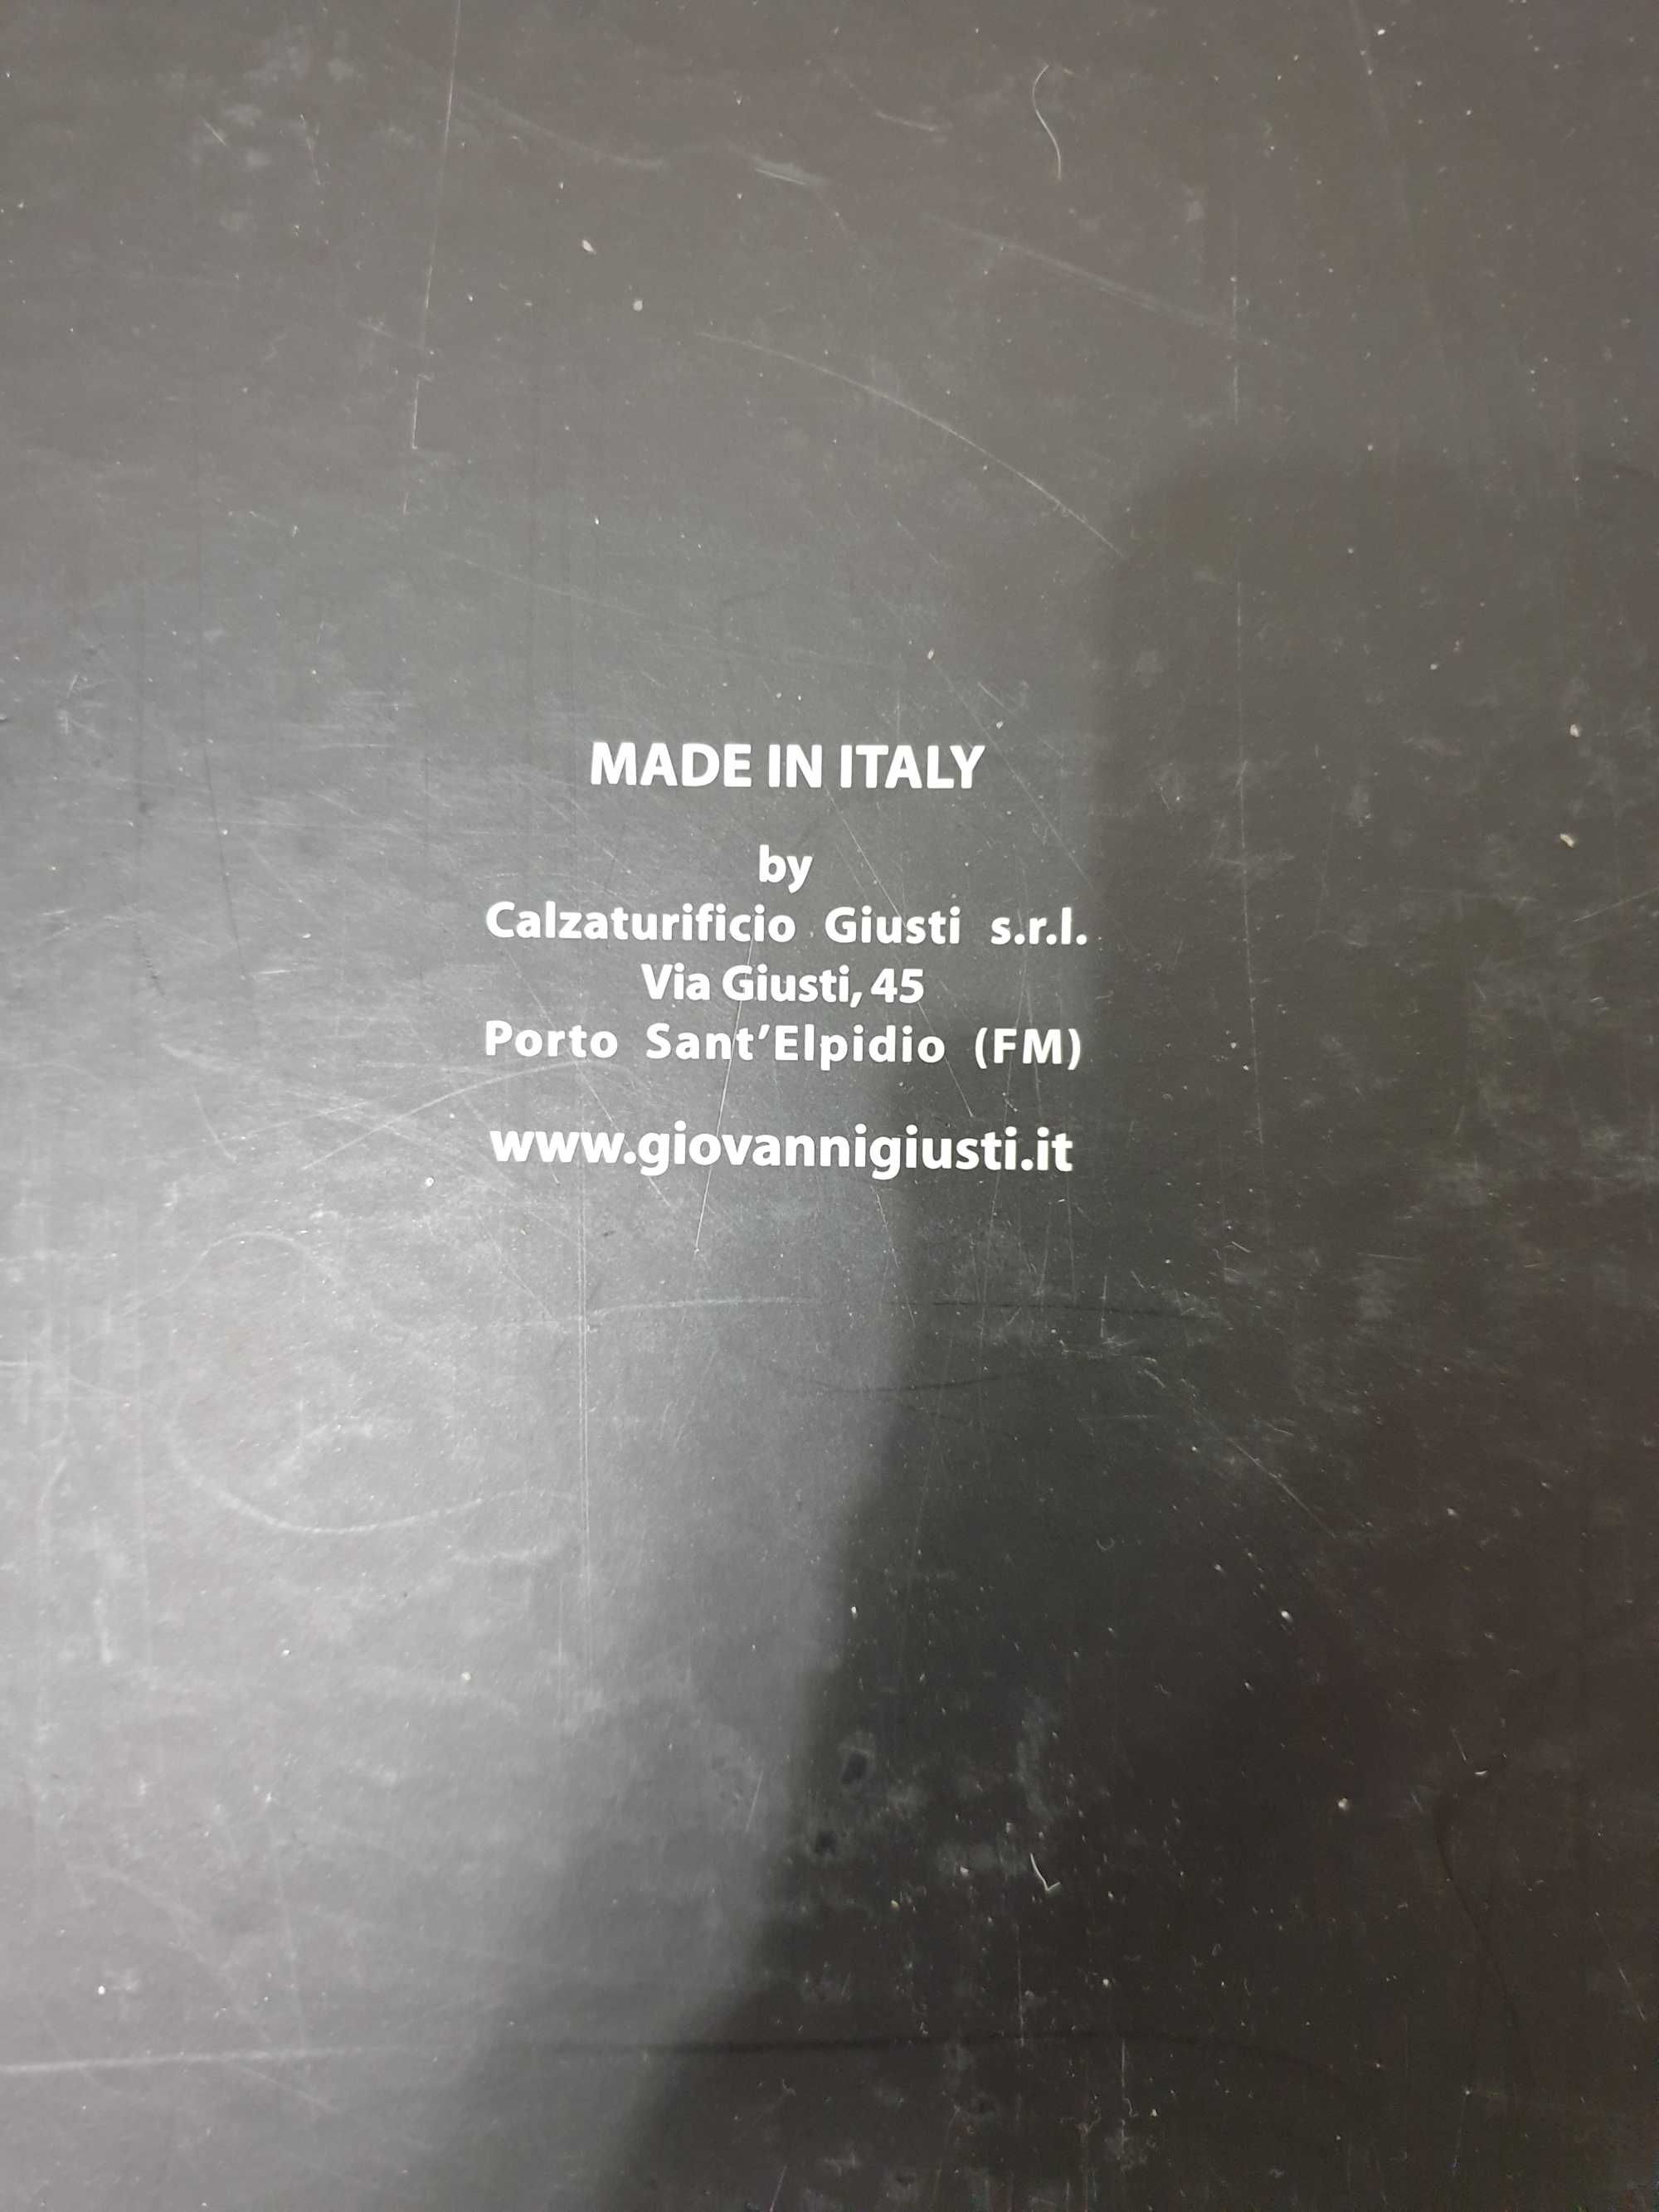 MADE IN ITALY
by
Calzaturificio Giusti s.r.l.
Via Giusti, 45
Porto Sant'Elpidio (FM)
www.giovannigiusti.it